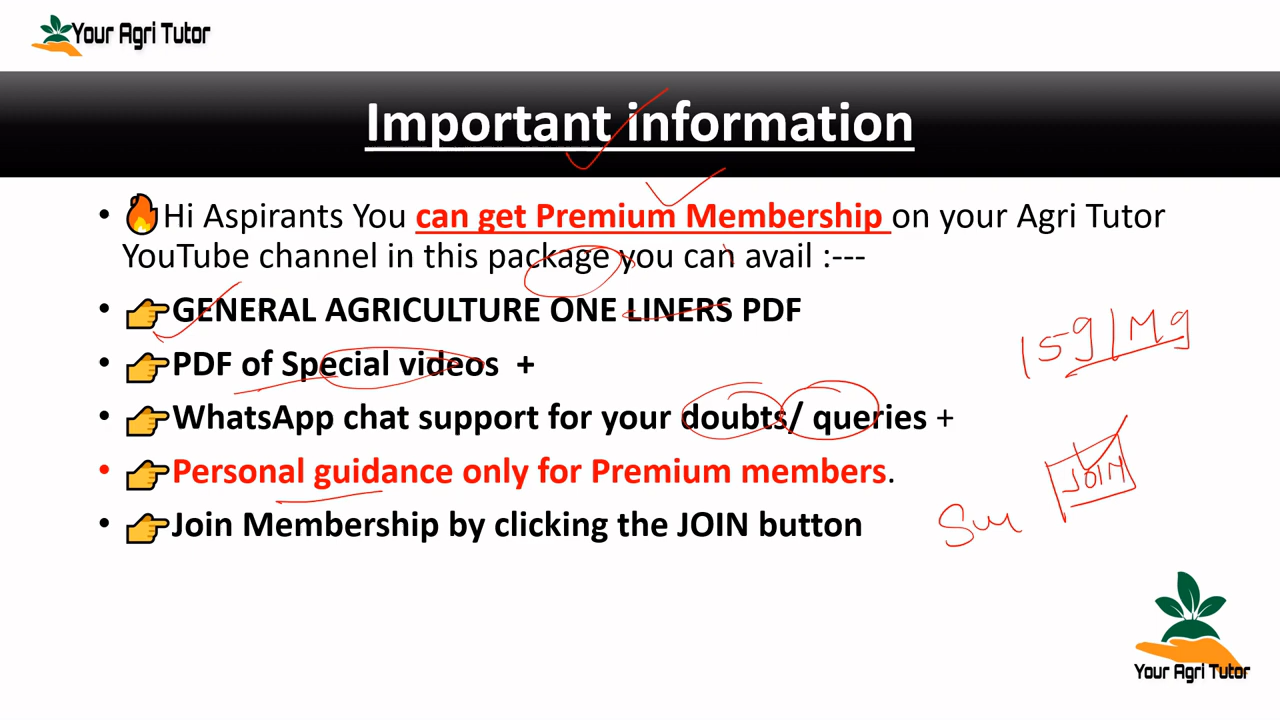 Your Agri Tutor
Important information
• 🔥Hi Aspirants You can get Premium Membership on your Agri Tutor
YouTube channel in this package you can avail :---
• 👉GENERAL AGRICULTURE ONE LINERS PDF
• 👉PDF of Special videos +
• 👉WhatsApp chat support for your doubts/ queries +
• 👉Personal guidance only for Premium members.
• 👉Join Membership by clicking the JOIN button
JOIN
Your Agri Tutor